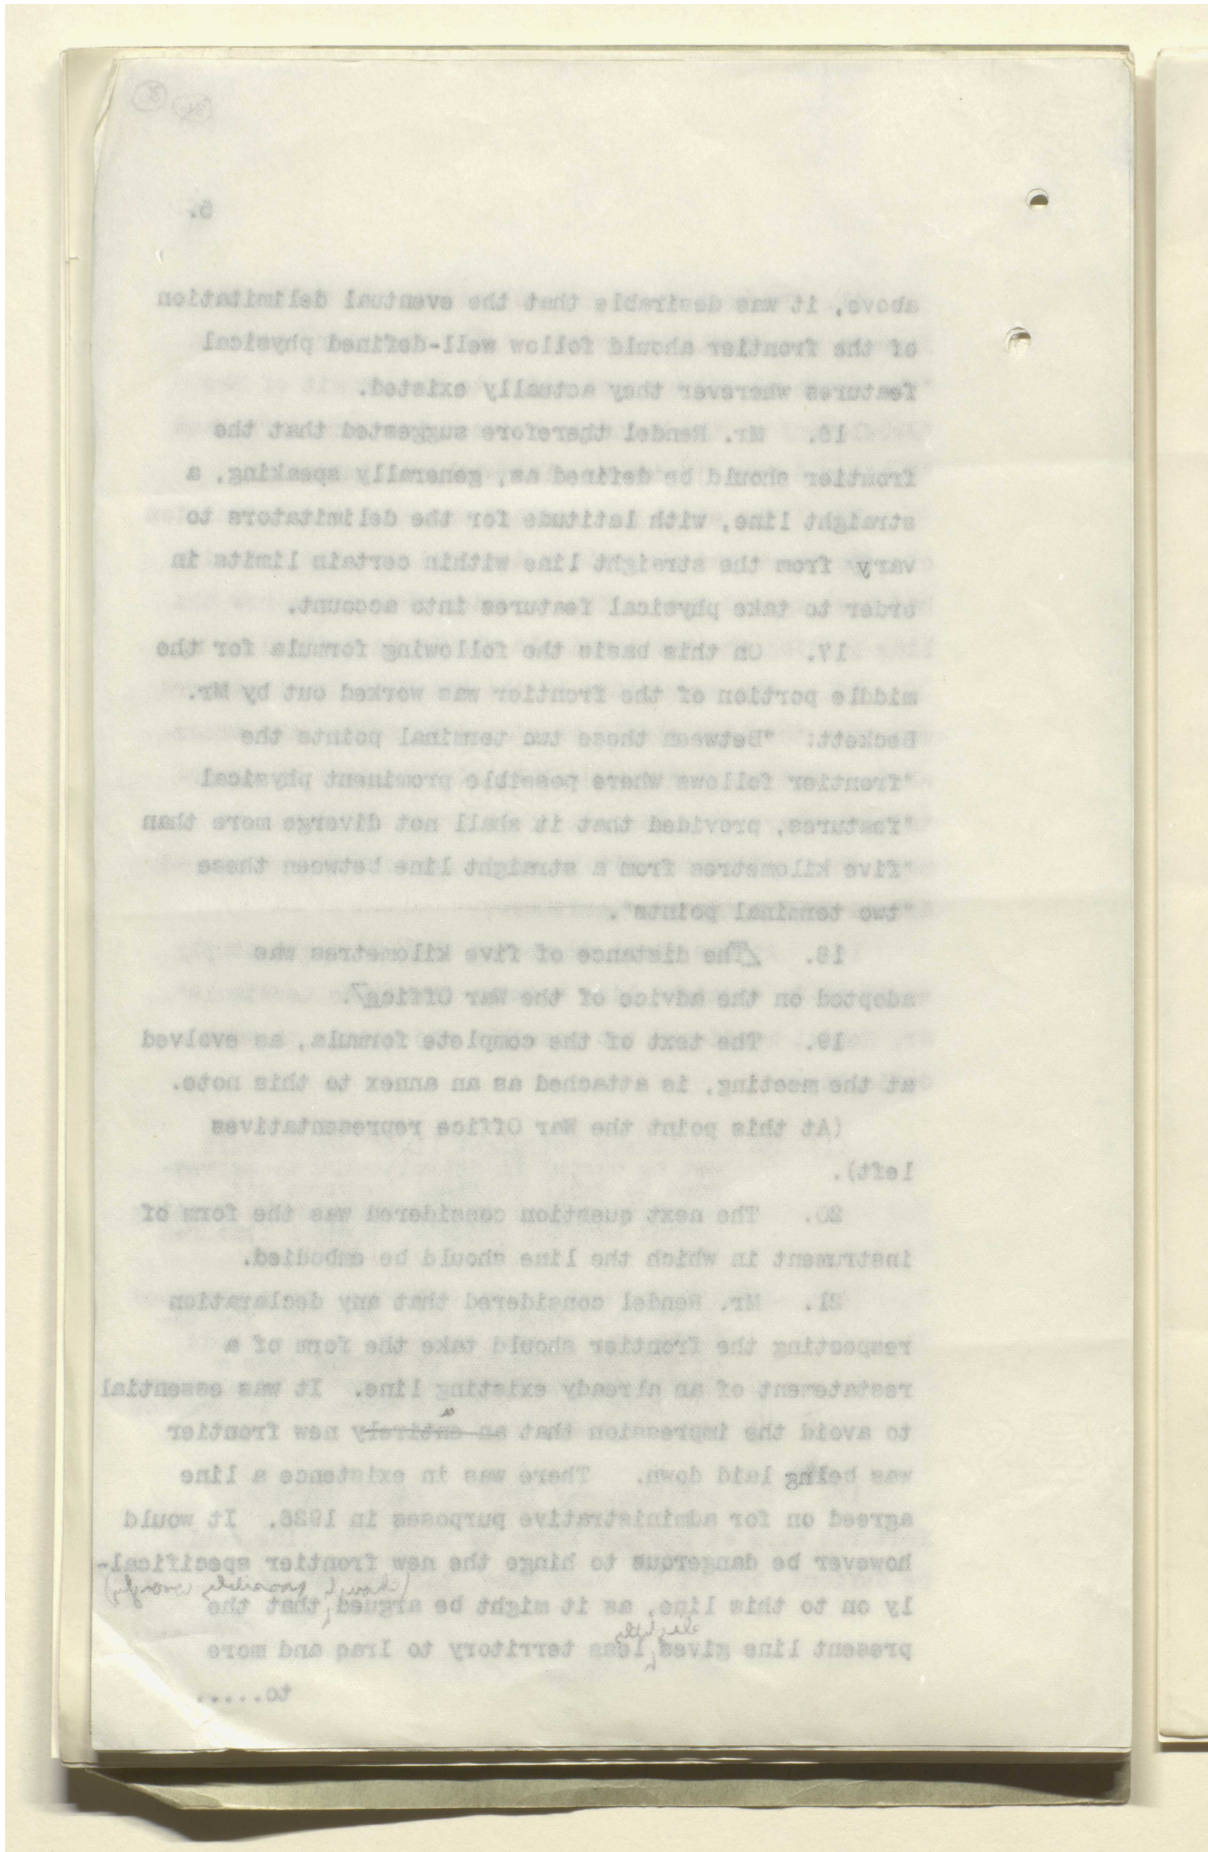 5.
above, it was desirable that the eventual delimitation
of the frontier should follow well-defined physical
features wherever they actually existed.
16. Mr. Rendel therefore suggested that the
frontier should be defined as, generally speaking, a
straight line, with latitude for the delimitators to
vary from the straight line within certain limits in
order to take physical features into account.
17. On this basis the following formula for the
middle portion of the frontier was worked out by Mr.
Beckett: "Between these two terminal points the
"frontier follows where possible prominent physical
"features, provided that it shall not diverge more than
"five kilometres from a straight line between these
"two terminal points".
18. [The distance of five kilometres was
adopted on the advice of the War Office].
19. The text of the complete formula, as evolved
at the meeting, is attached as an annex to this note.
(At this point the War Office representatives
left).
20. The next question considered was the form of
instrument in which the line should be embodied.
21. Mr. Rendel considered that any declaration
respecting the frontier should take the form of a
restatement of an already existing line. It was essential
a
to avoid the impression that an entirely new frontier
was being laid down. There was in existence a line
agreed on for administrative purposes in 1926. It would
however be dangerous to hinge the new frontier specifical-
(though possibly wrongly)
ly on to this line, as it might be argued that the
slightly
present line gives less territory to Iraq and more
to.....